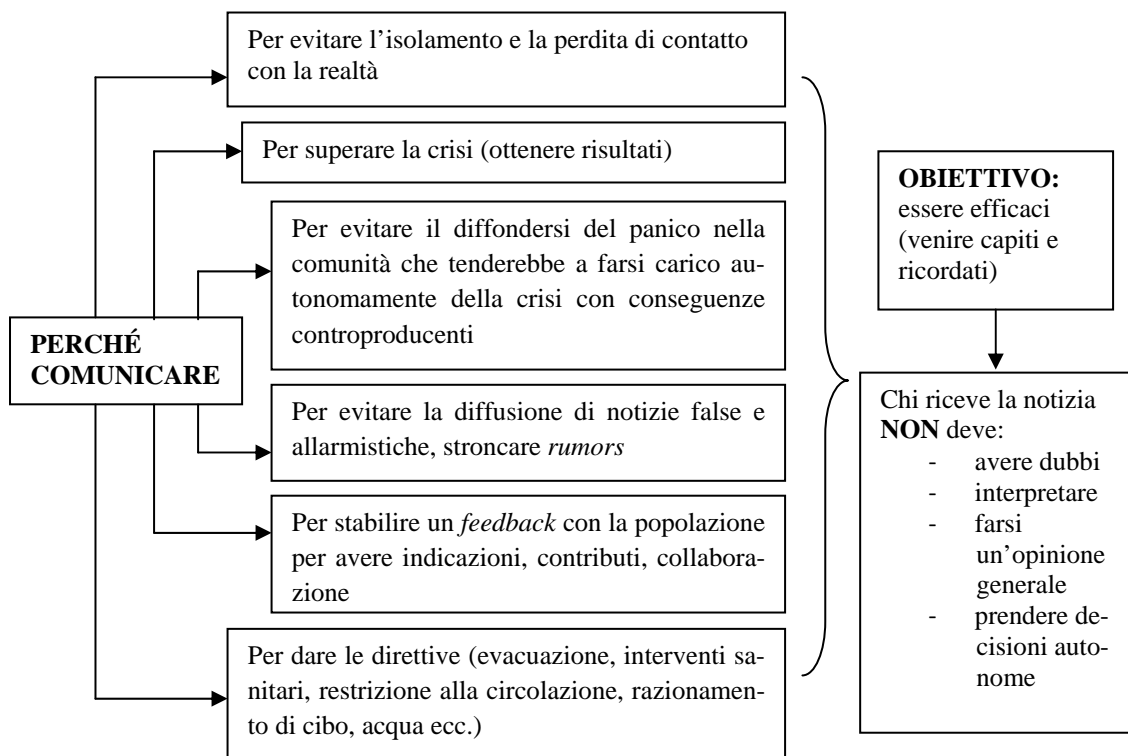 Per evitare l’isolamento e la perdita di contatto
con la realtà
Per superare la crisi (ottenere risultati)
Per evitare il diffondersi del panico nella
comunità che tenderebbe a farsi carico au-
tonomamente della crisi con conseguenze
controproducenti
PERCHÉ
COMUNICARE
Per evitare la diffusione di notizie false e
allarmistiche, stroncare rumors
Per stabilire un feedback con la popolazione
per avere indicazioni, contributi, collabora-
zione
Per dare le direttive (evacuazione, interventi sa-
nitari, restrizione alla circolazione, razionamen-
to di cibo, acqua ecc.)
OBIETTIVO:
essere efficaci
(venire capiti e
ricordati)
Chi riceve la notizia
NON deve:
- avere dubbi
- interpretare
- farsi
un’opinione
generale
- prendere de-
cisioni auto-
nome